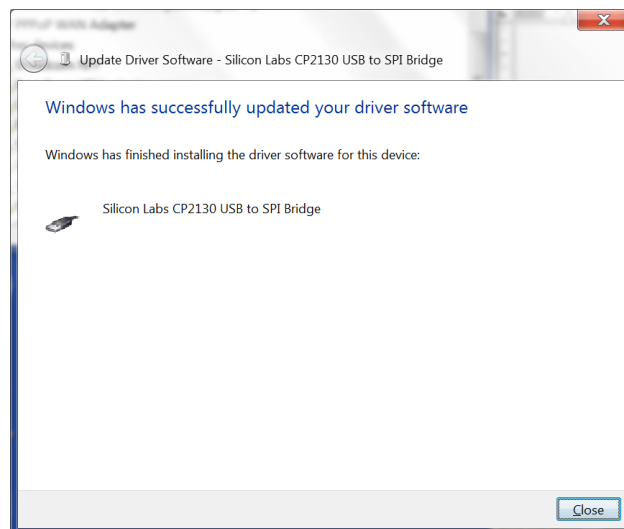 Update Driver Software - Silicon Labs CP2130 USB to SPI Bridge
Windows has successfully updated your driver software
Windows has finished installing the driver software for this device:
Silicon Labs CP2130 USB to SPI Bridge
Close